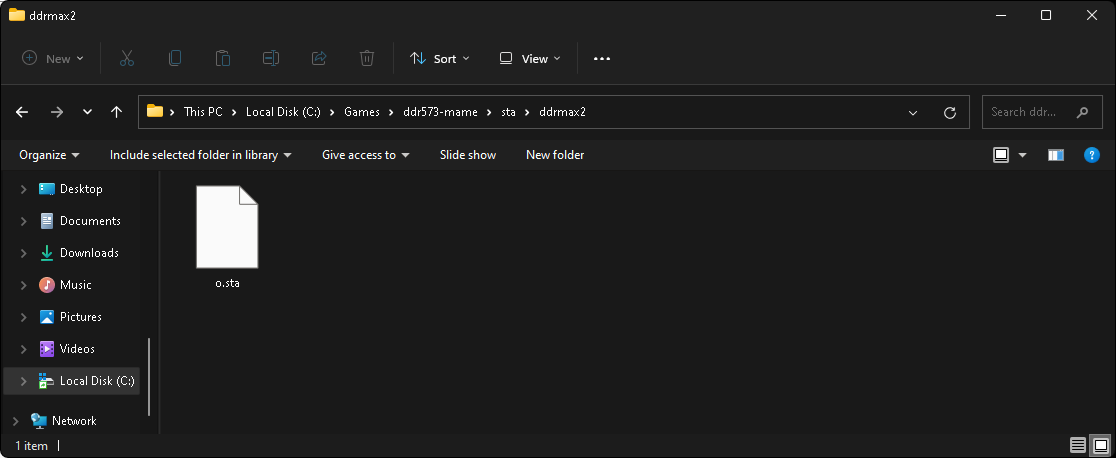 ddrmax2
New
Sort
View
This PC
Local Disk (C:)
Games
ddr573-mame
sta
ddrmax2
Search ddr...
Organize
Include selected folder in library
Give access to
Slide show
New folder
?
Desktop
Documents
Downloads
Music
Pictures
Videos
Local Disk (C:)
Network
o.sta
1 item